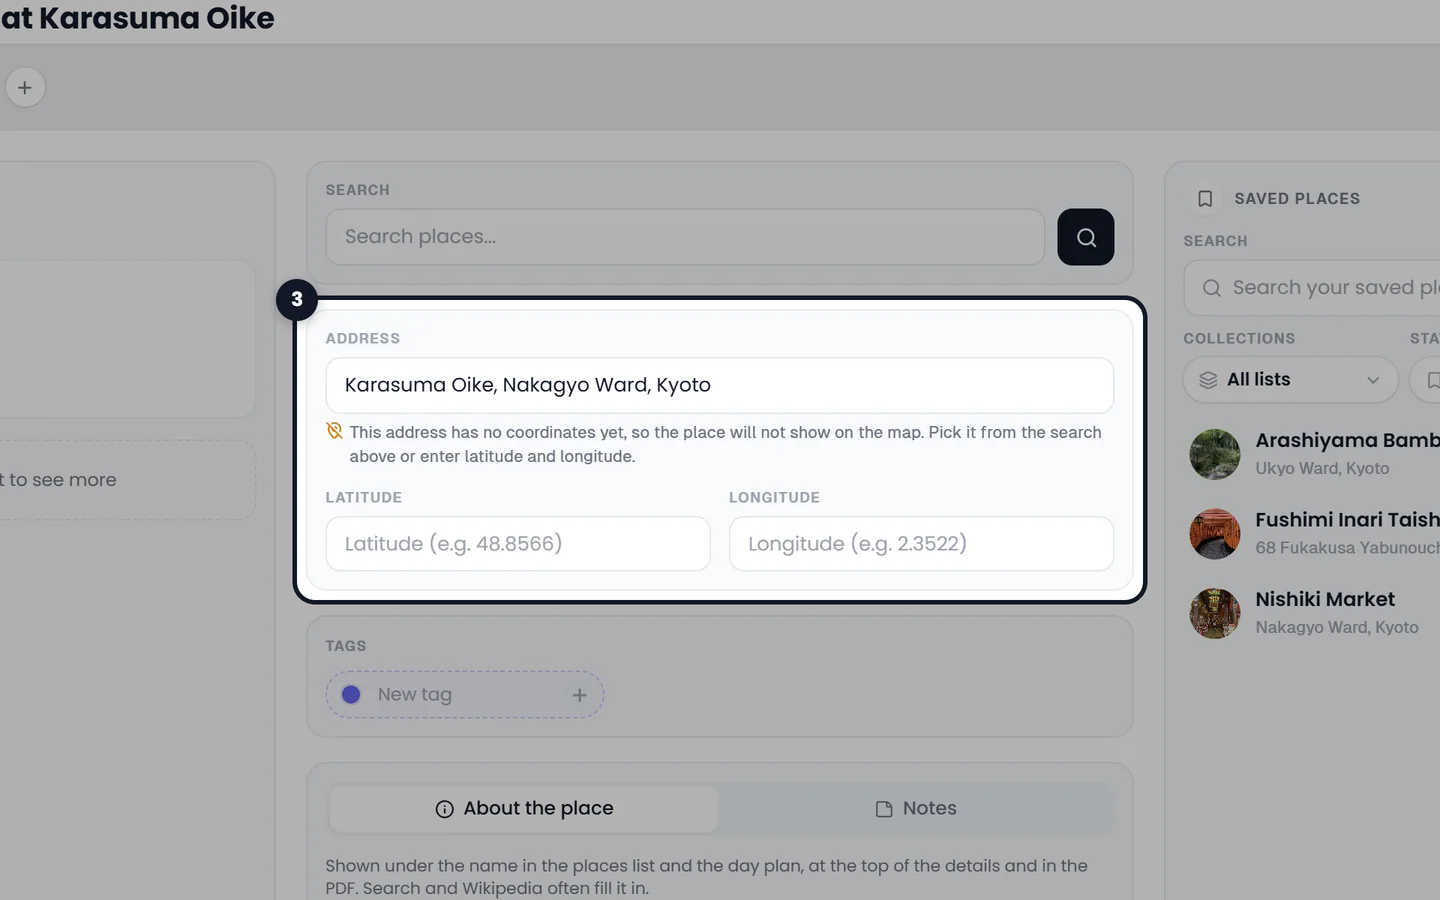 at Karasuma Oike
SEARCH
Search places...
3
ADDRESS
Karasuma Oike, Nakagyo Ward, Kyoto
This address has no coordinates yet, so the place will not show on the map. Pick it from the search
above or enter latitude and longitude.
LATITUDE
LONGITUDE
Latitude (e.g. 48.8566)
Longitude (e.g. 2.3522)
TAGS
New tag
About the place
Notes
Shown under the name in the places list and the day plan, at the top of the details and in the
PDF. Search and Wikipedia often fill it in.
t to see more
SAVED PLACES
SEARCH
Search your saved pl
COLLECTIONS
STA
All lists
Arashiyama Bamb
Ukyo Ward, Kyoto
Fushimi Inari Taish
68 Fukakusa Yabunouch
Nishiki Market
Nakagyo Ward, Kyoto